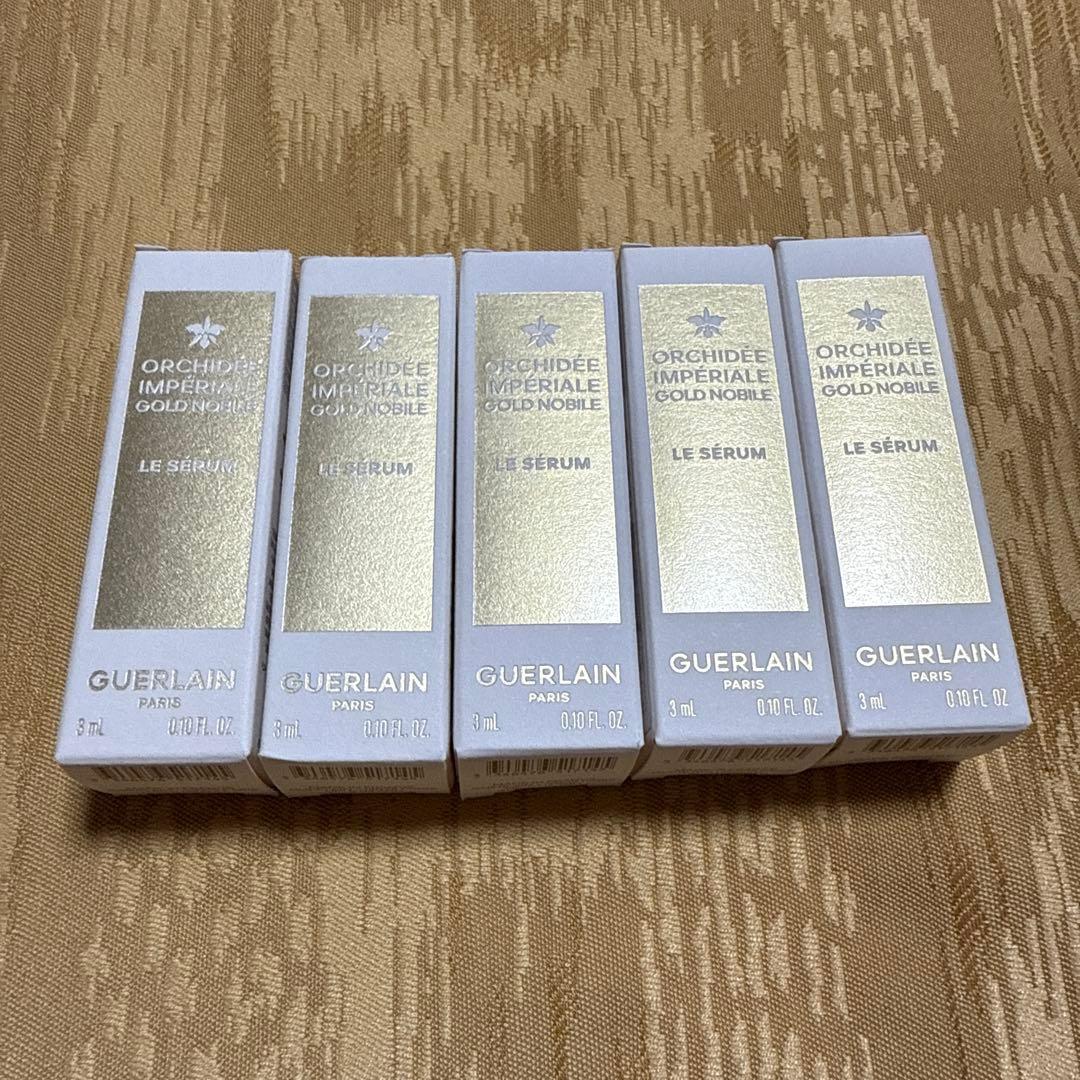 ORCHIDÉE
IMPÉRIALE
GOLD NOBILE
LE SÉRUM
GUERLAIN
PARIS
3 mL 0.10 FL. OZ.
ORCHIDÉE
IMPÉRIALE
GOLD NOBILE
LE SÉRUM
GUERLAIN
PARIS
3 mL 0.10 FL. OZ.
ORCHIDÉE
IMPÉRIALE
GOLD NOBILE
LE SÉRUM
GUERLAIN
PARIS
3 mL 0.10 FL. OZ.
ORCHIDÉE
IMPÉRIALE
GOLD NOBILE
LE SÉRUM
GUERLAIN
PARIS
3 mL 0.10 FL. OZ.
ORCHIDÉE
IMPÉRIALE
GOLD NOBILE
LE SÉRUM
GUERLAIN
PARIS
3 mL 0.10 FL. OZ.